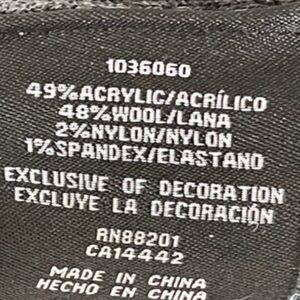 1036060
49%ACRYLIC/ACRÍLICO
48%WOOL/LANA
2%NYLON/NYLON
1%SPANDEX/ELASTANO
EXCLUSIVE OF DECORATION
EXCLUYE LA DECORACIÓN
RN88201
CA14442
MADE IN CHINA
HECHO EN CHINA